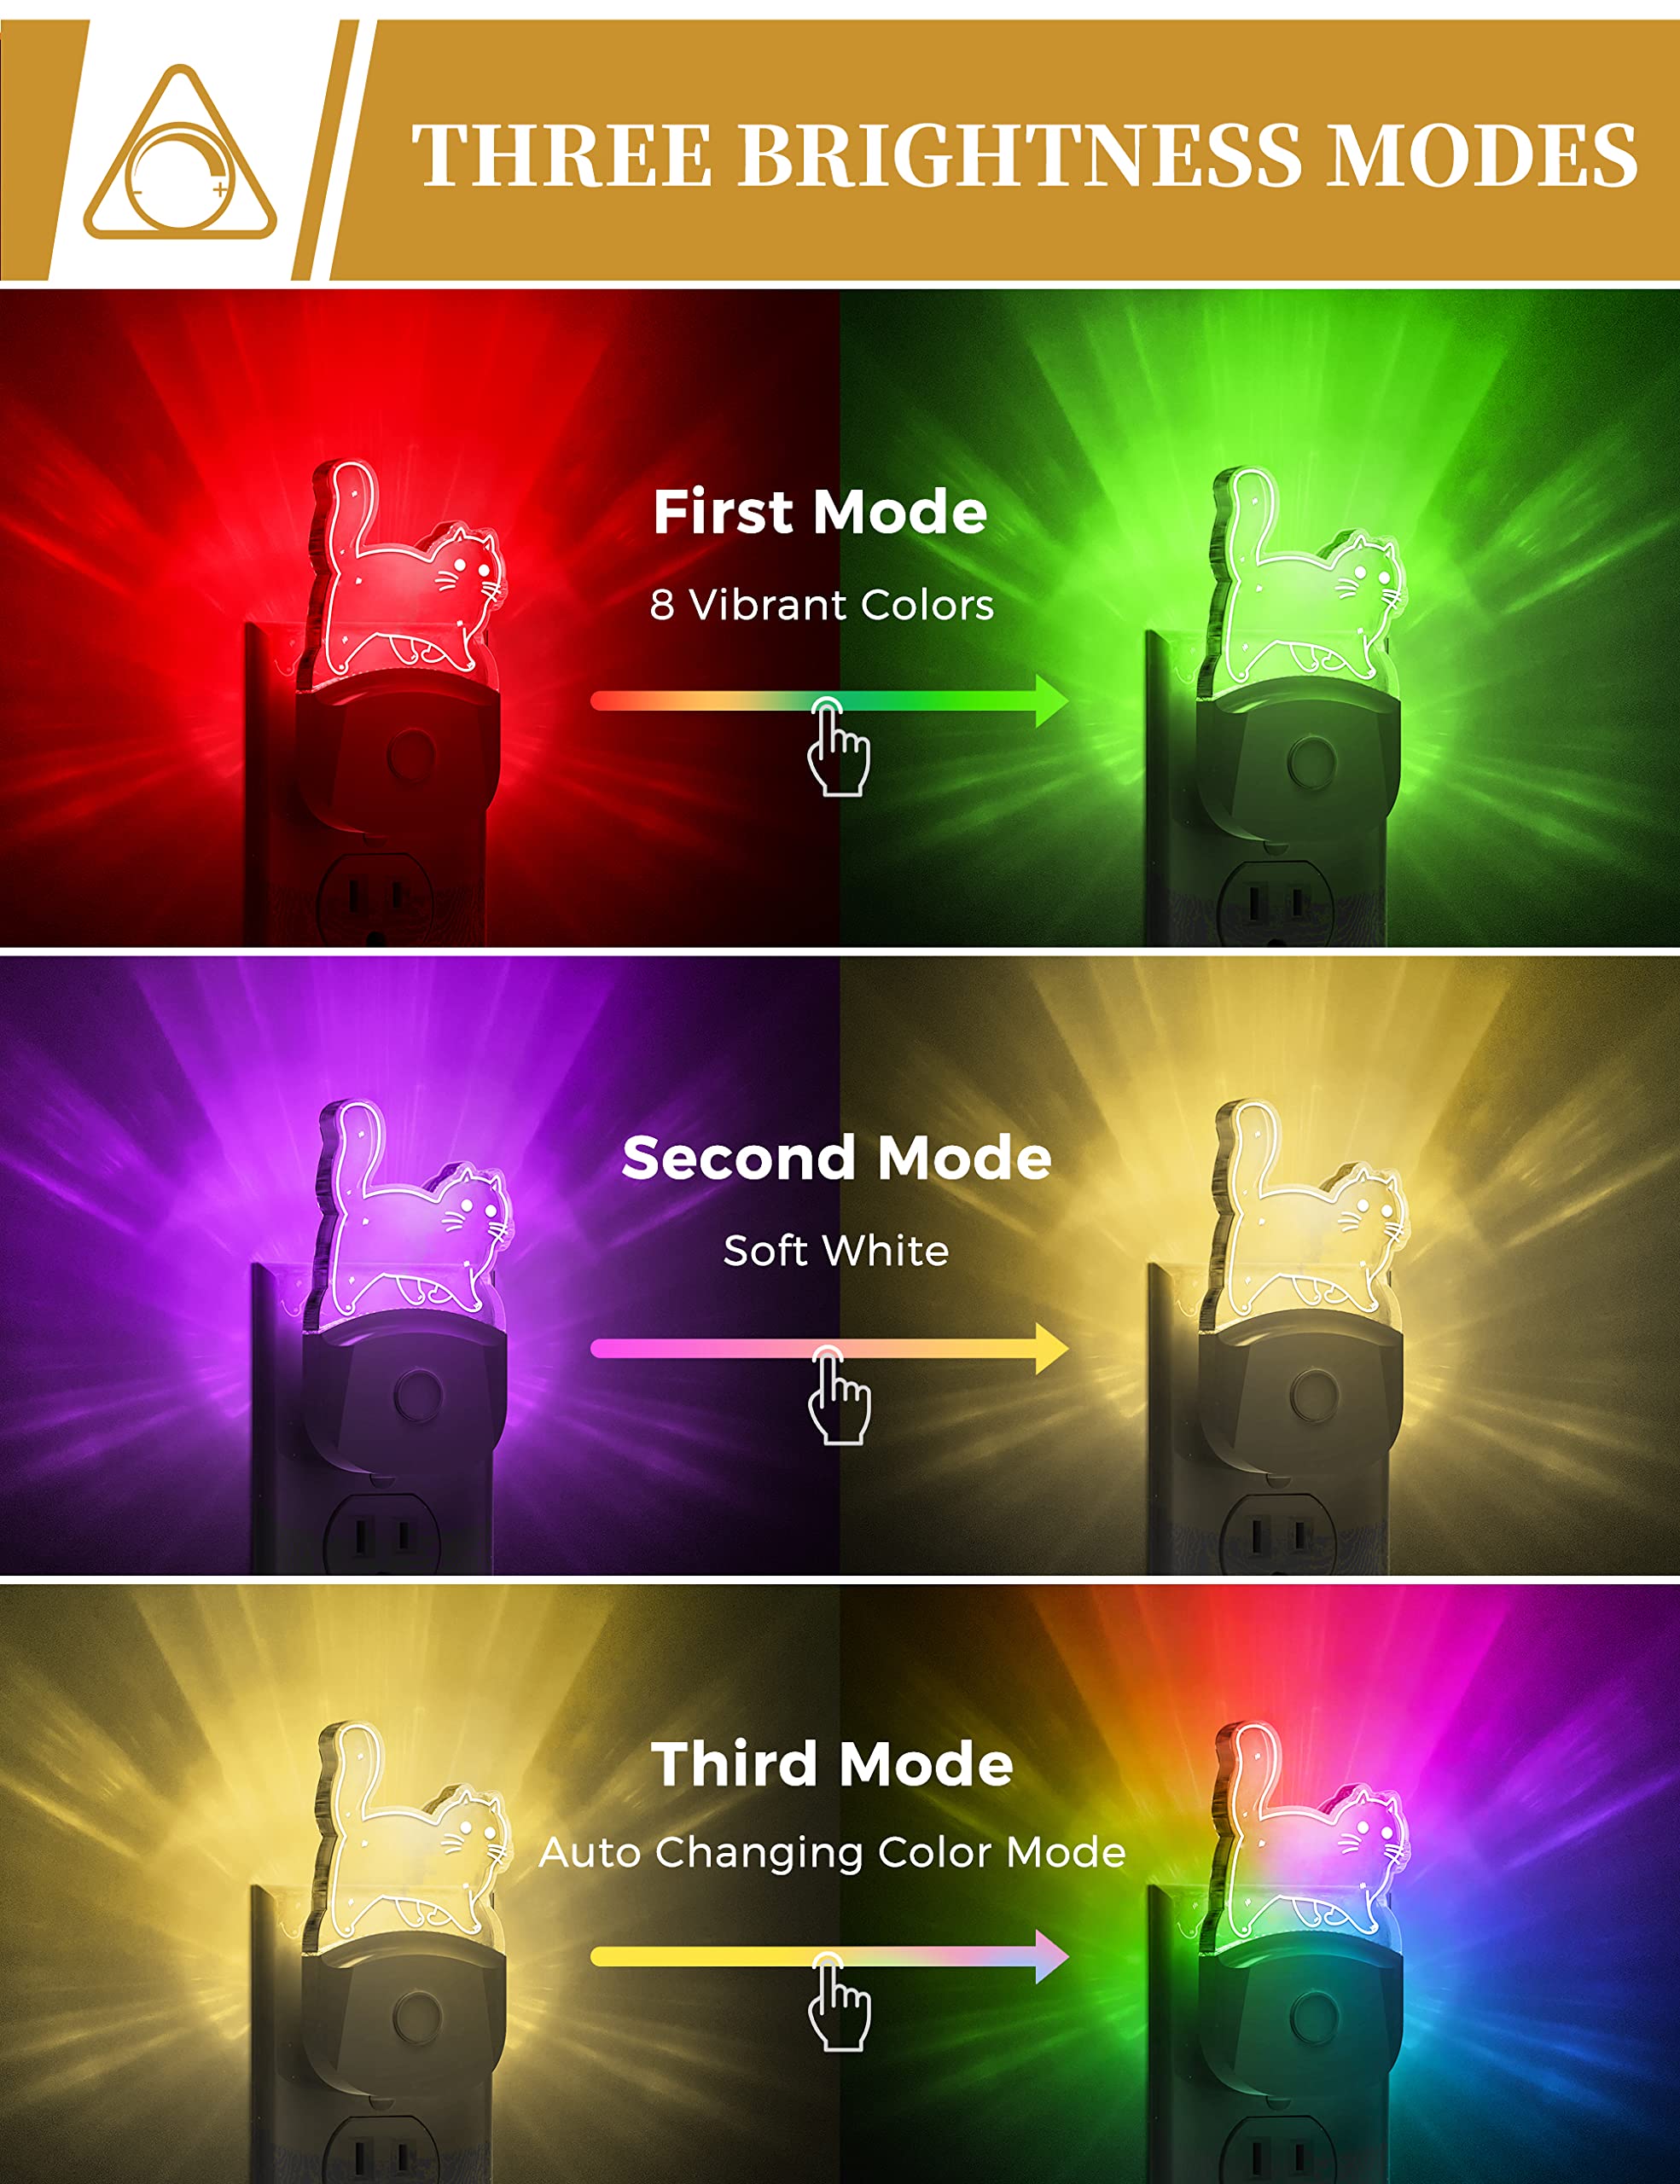 THREE BRIGHTNESS MODES
First Mode
8 Vibrant Colors
Second Mode
Soft White
Third Mode
Auto Changing Color Mode